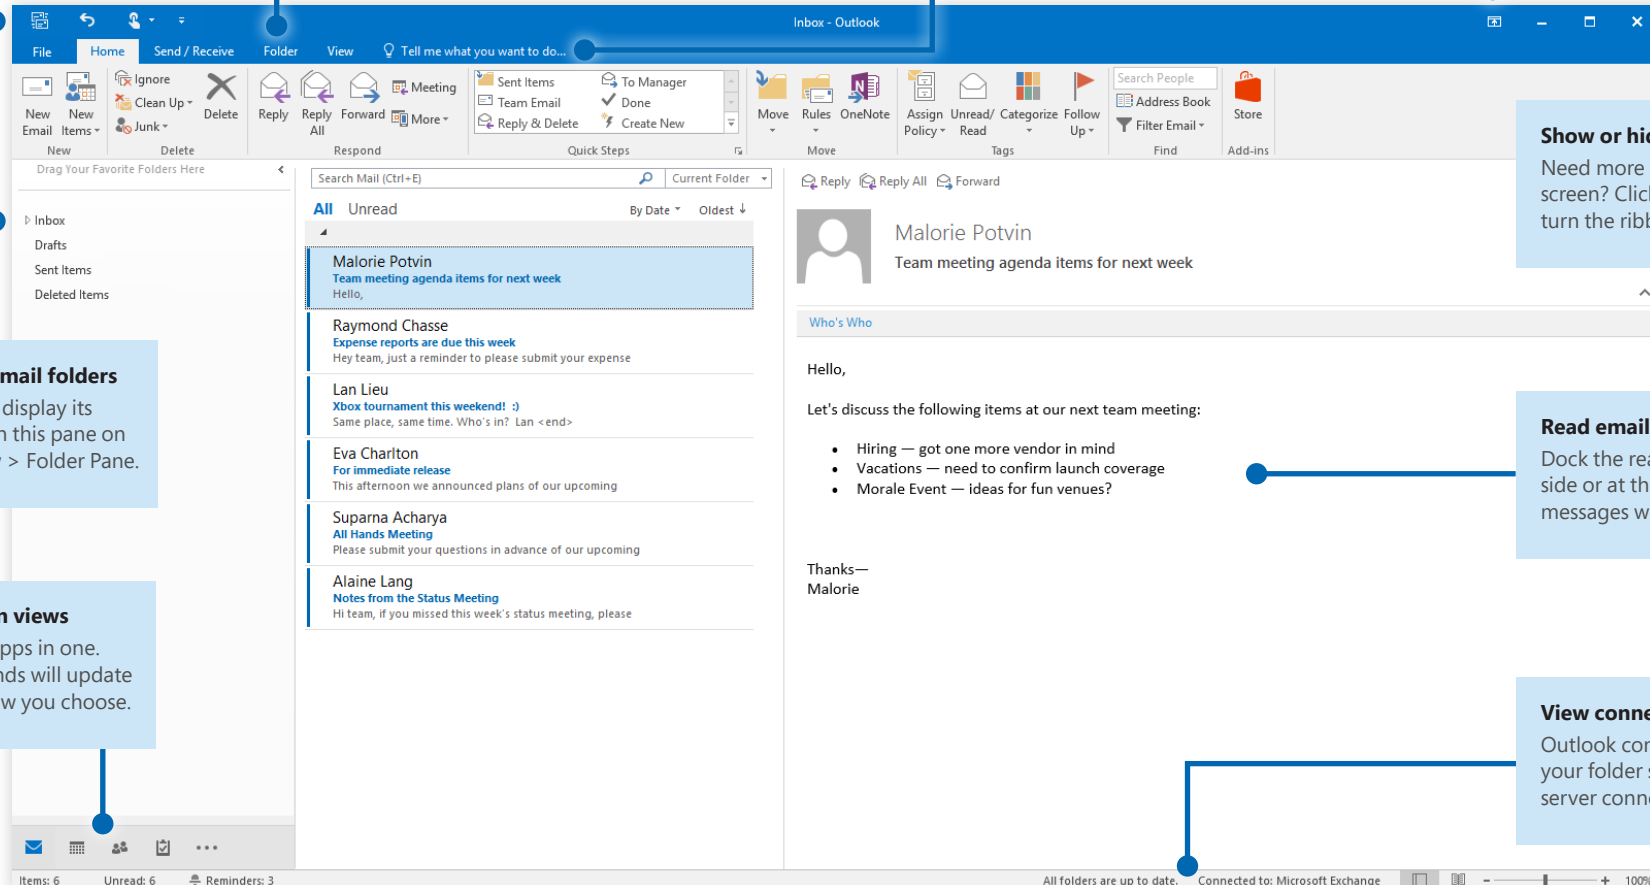 Inbox - Outlook
File Home Send / Receive Folder View Tell me what you want to do...
New Email
New Items
Ignore
Clean Up
Junk
Delete
Reply
Reply All
Forward
Meeting
More
Sent Items
Team Email
Reply & Delete
To Manager
Done
Create New
Move
Rules
OneNote
Assign Policy
Unread/ Read
Categorize
Follow Up
Search People
Address Book
Filter Email
Store
New Delete Respond Quick Steps Move Tags Find Add-ins
Drag Your Favorite Folders Here
Inbox
Drafts
Sent Items
Deleted Items
mail folders
display its
this pane on
> Folder Pane.
views
in one.
will update
you choose.
Items: 6 Unread: 6 Reminders: 3
Search Mail (Ctrl+E) Current Folder
All Unread By Date Oldest ↓
Malorie Potvin
Team meeting agenda items for next week
Hello,
Raymond Chasse
Expense reports are due this week
Hey team, just a reminder to please submit your expense
Lan Lieu
Xbox tournament this weekend! :)
Same place, same time. Who's in? Lan <end>
Eva Charlton
For immediate release
This afternoon we announced plans of our upcoming
Suparna Acharya
All Hands Meeting
Please submit your questions in advance of our upcoming
Alaine Lang
Notes from the Status Meeting
Hi team, if you missed this week's status meeting, please
Reply Reply All Forward
Malorie Potvin
Team meeting agenda items for next week
Who's Who
Hello,
Let's discuss the following items at our next team meeting:
• Hiring — got one more vendor in mind
• Vacations — need to confirm launch coverage
• Morale Event — ideas for fun venues?
Thanks—
Malorie
Show or
Need more
screen?
turn the
Read email
Dock the
side or at
messages
View
Outlook
your folder
server
All folders are up to date. Connected to: Microsoft Exchange 100%